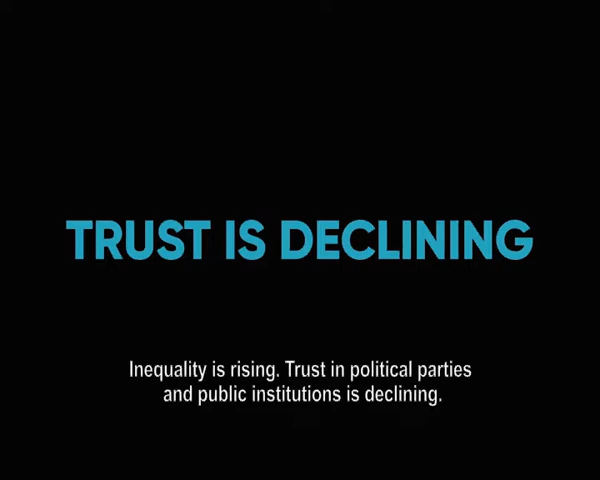 TRUST IS DECLINING
Inequality is rising. Trust in political parties
and public institutions is declining.